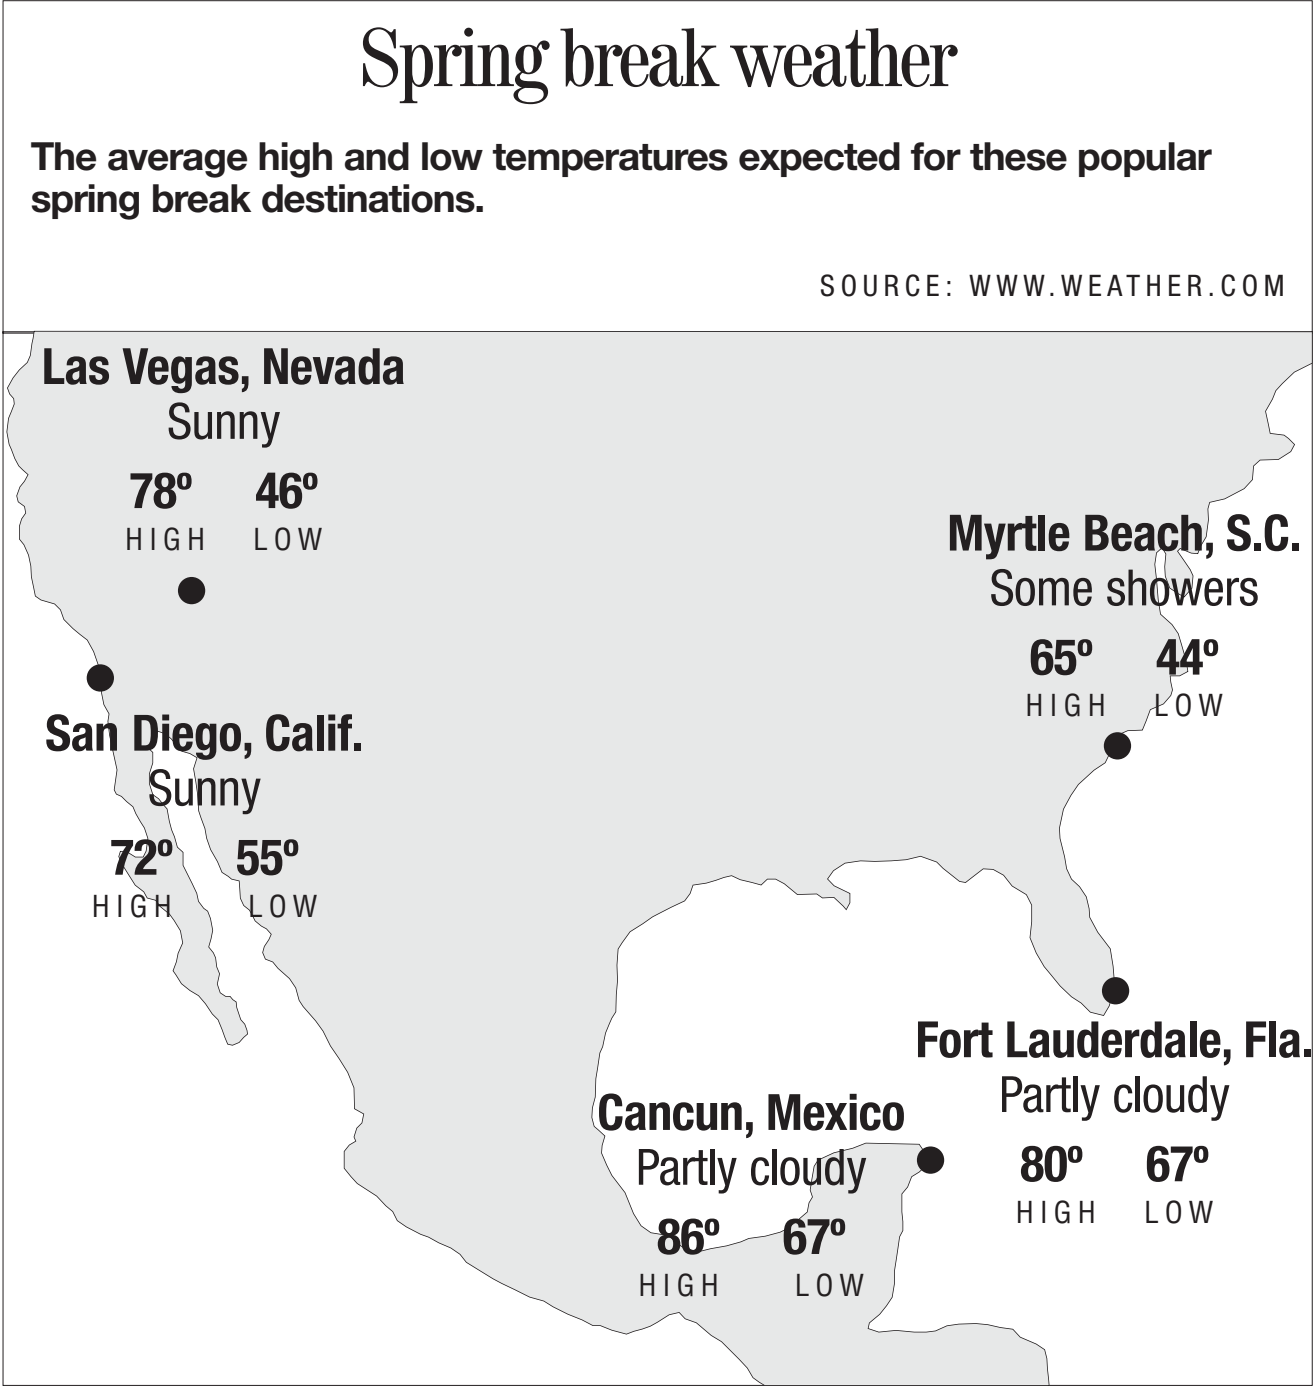 Spring break weather
The average high and low temperatures expected for these popular
spring break destinations.
SOURCE: WWW.WEATHER.COM
Las Vegas, Nevada
Sunny
78º 46º
HIGH LOW
Myrtle Beach, S.C.
Some showers
65º 44º
HIGH LOW
San Diego, Calif.
Sunny
72º 55º
HIGH LOW
Fort Lauderdale, Fla.
Partly cloudy
80º 67º
HIGH LOW
Cancun, Mexico
Partly cloudy
86º 67º
HIGH LOW